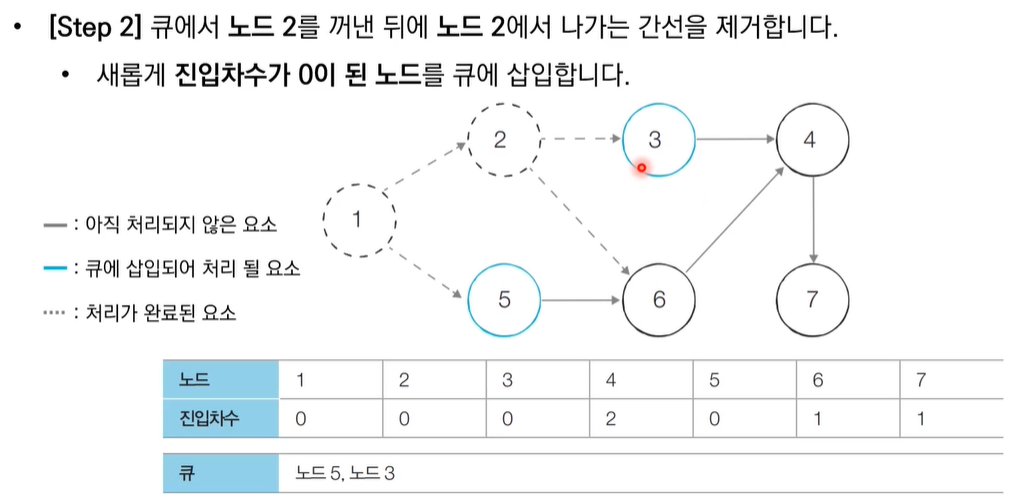 • [Step 2] 큐에서 노드 2를 꺼낸 뒤에 노드 2에서 나가는 간선을 제거합니다.
• 새롭게 진입차수가 0이 된 노드를 큐에 삽입합니다.
2 3 4
1
: 아직 처리되지 않은 요소
: 큐에 삽입되어 처리 될 요소
5 6 7
: 처리가 완료된 요소
노드 1 2 3 4 5 6 7
진입차수 0 0 0 2 0 1 1
큐 노드 5, 노드 3